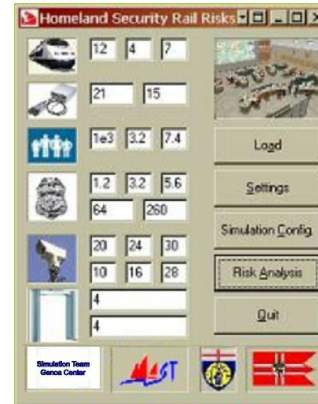 Homeland Security Rail Risks
12 4 7
21 15
1e3 3.2 7.4
1.2 3.2 5.6
64 260
20 24 30
10 16 28
4
4
Load
Settings
Simulation Config.
Risk Analysis
Quit
Simulation Team
Genoa Center